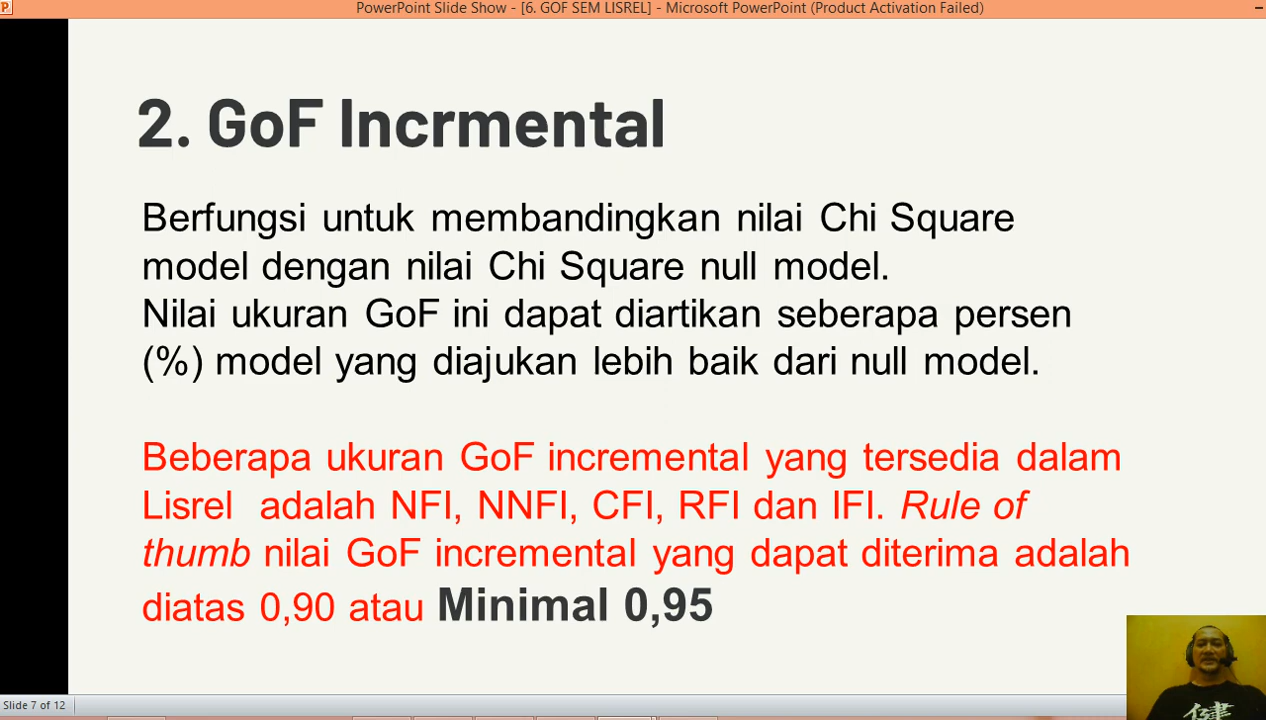 PowerPoint Slide Show - [6. GOF SEM LISREL] - Microsoft PowerPoint (Product Activation Failed)
2. GoF Incrmental
Berfungsi untuk membandingkan nilai Chi Square
model dengan nilai Chi Square null model.
Nilai ukuran GoF ini dapat diartikan seberapa persen
(%) model yang diajukan lebih baik dari null model.
Beberapa ukuran GoF incremental yang tersedia dalam
Lisrel adalah NFI, NNFI, CFI, RFI dan IFI. Rule of
thumb nilai GoF incremental yang dapat diterima adalah
diatas 0,90 atau Minimal 0,95
Slide 7 of 12